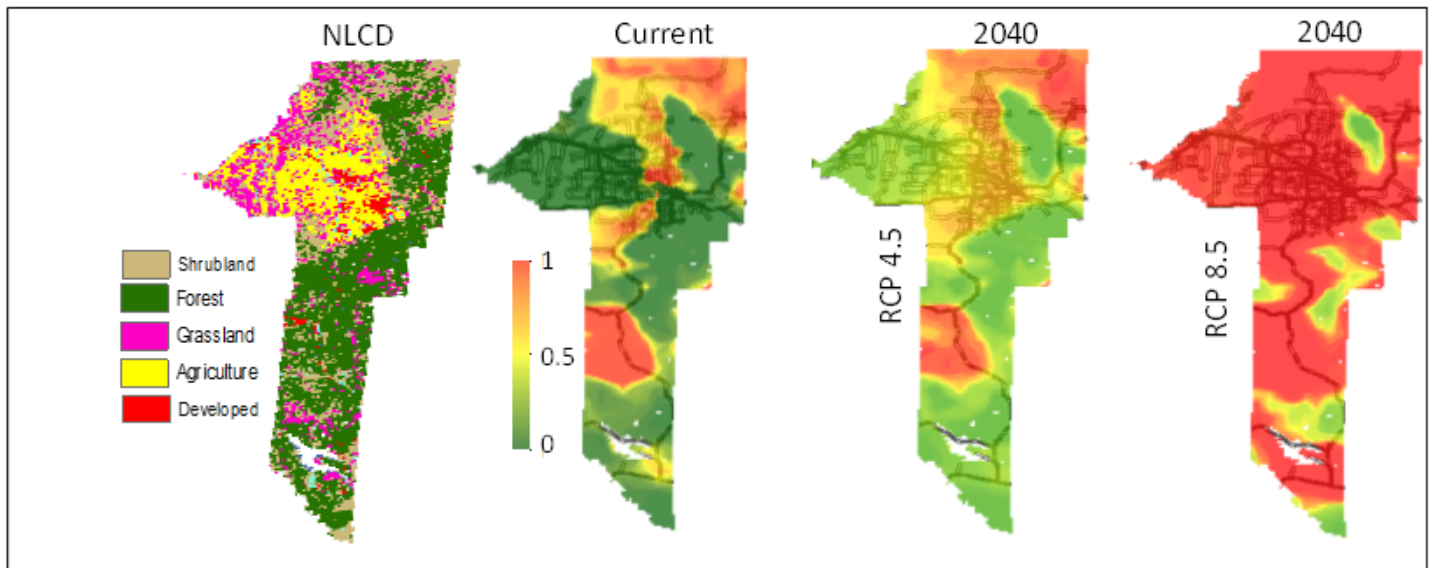 NLCD
Current
2040
2040
Shrubland
Forest
Grassland
Agriculture
Developed
1
0.5
0
RCP 4.5
RCP 8.5